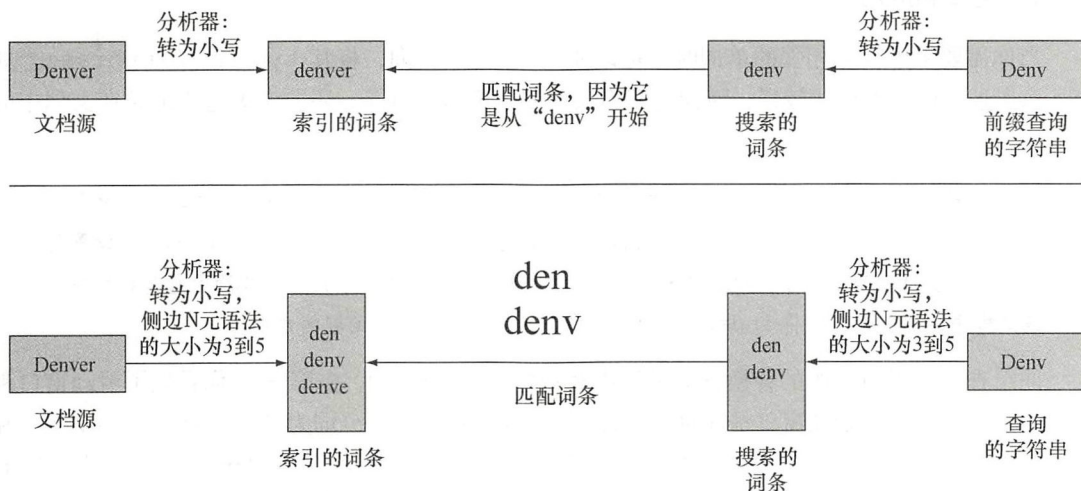 分析器：
转为小写
Denver
文档源
denver
索引的词条
匹配词条，因为它
是从“denv”开始
denv
搜索的
词条
分析器：
转为小写
Denv
前缀查询
的字符串
分析器：
转为小写，
侧边N元语法
的大小为3到5
Denver
文档源
den
denv
denve
索引的词条
den
denv
匹配词条
den
denv
搜索的
词条
分析器：
转为小写，
侧边N元语法
的大小为3到5
Denv
查询
的字符串